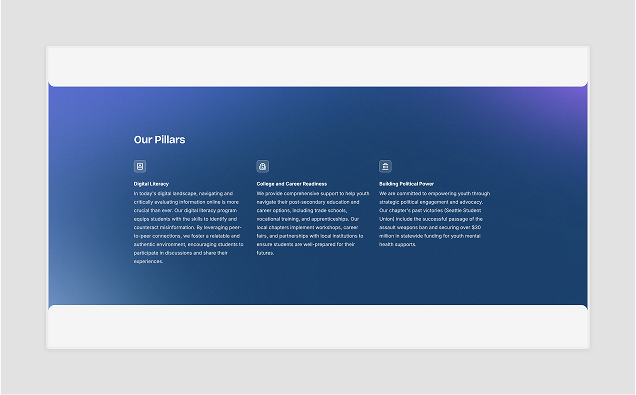 Our Pillars
Digital Literacy
In today's digital landscape, navigating and
critically evaluating information online is more
crucial than ever. Our digital literacy program
equips students with the skills to identify and
counteract misinformation. By leveraging peer-
to-peer connections, we foster a relatable and
authentic environment, encouraging students to
participate in discussions and share their
experiences.
College and Career Readiness
We provide comprehensive support to help youth
navigate their post-secondary education and
career options, including trade schools,
vocational training, and apprenticeships. Our
local chapters implement workshops, career
fairs, and partnerships with local institutions to
ensure students are well-prepared for their
futures.
Building Political Power
We are committed to empowering youth through
strategic political engagement and advocacy.
Our chapter's past victories (Seattle Student
Union) include the successful passage of the
assault weapons ban and securing over $30
million in statewide funding for youth mental
health supports.